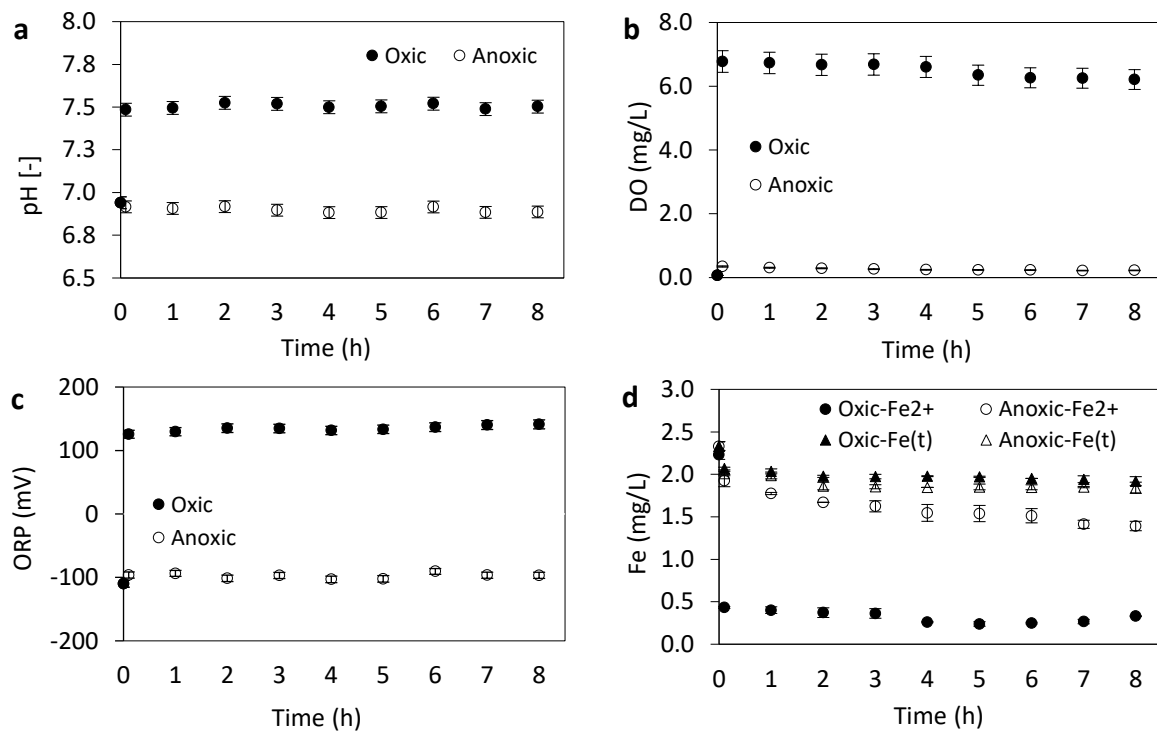 a
8.0
7.8
7.5
7.3
7.0
6.8
6.5
pH [-]
Oxic Anoxic
0 1 2 3 4 5 6 7 8
Time (h)
b
8.0
6.0
4.0
2.0
0.0
DO (mg/L)
Oxic
Anoxic
0 1 2 3 4 5 6 7 8
Time (h)
c
200
100
0
-100
-200
ORP (mV)
Oxic
Anoxic
0 1 2 3 4 5 6 7 8
Time (h)
d
3.0
2.5
2.0
1.5
1.0
0.5
0.0
Fe (mg/L)
Oxic-Fe2+ Anoxic-Fe2+
Oxic-Fe(t) Anoxic-Fe(t)
0 1 2 3 4 5 6 7 8
Time (h)